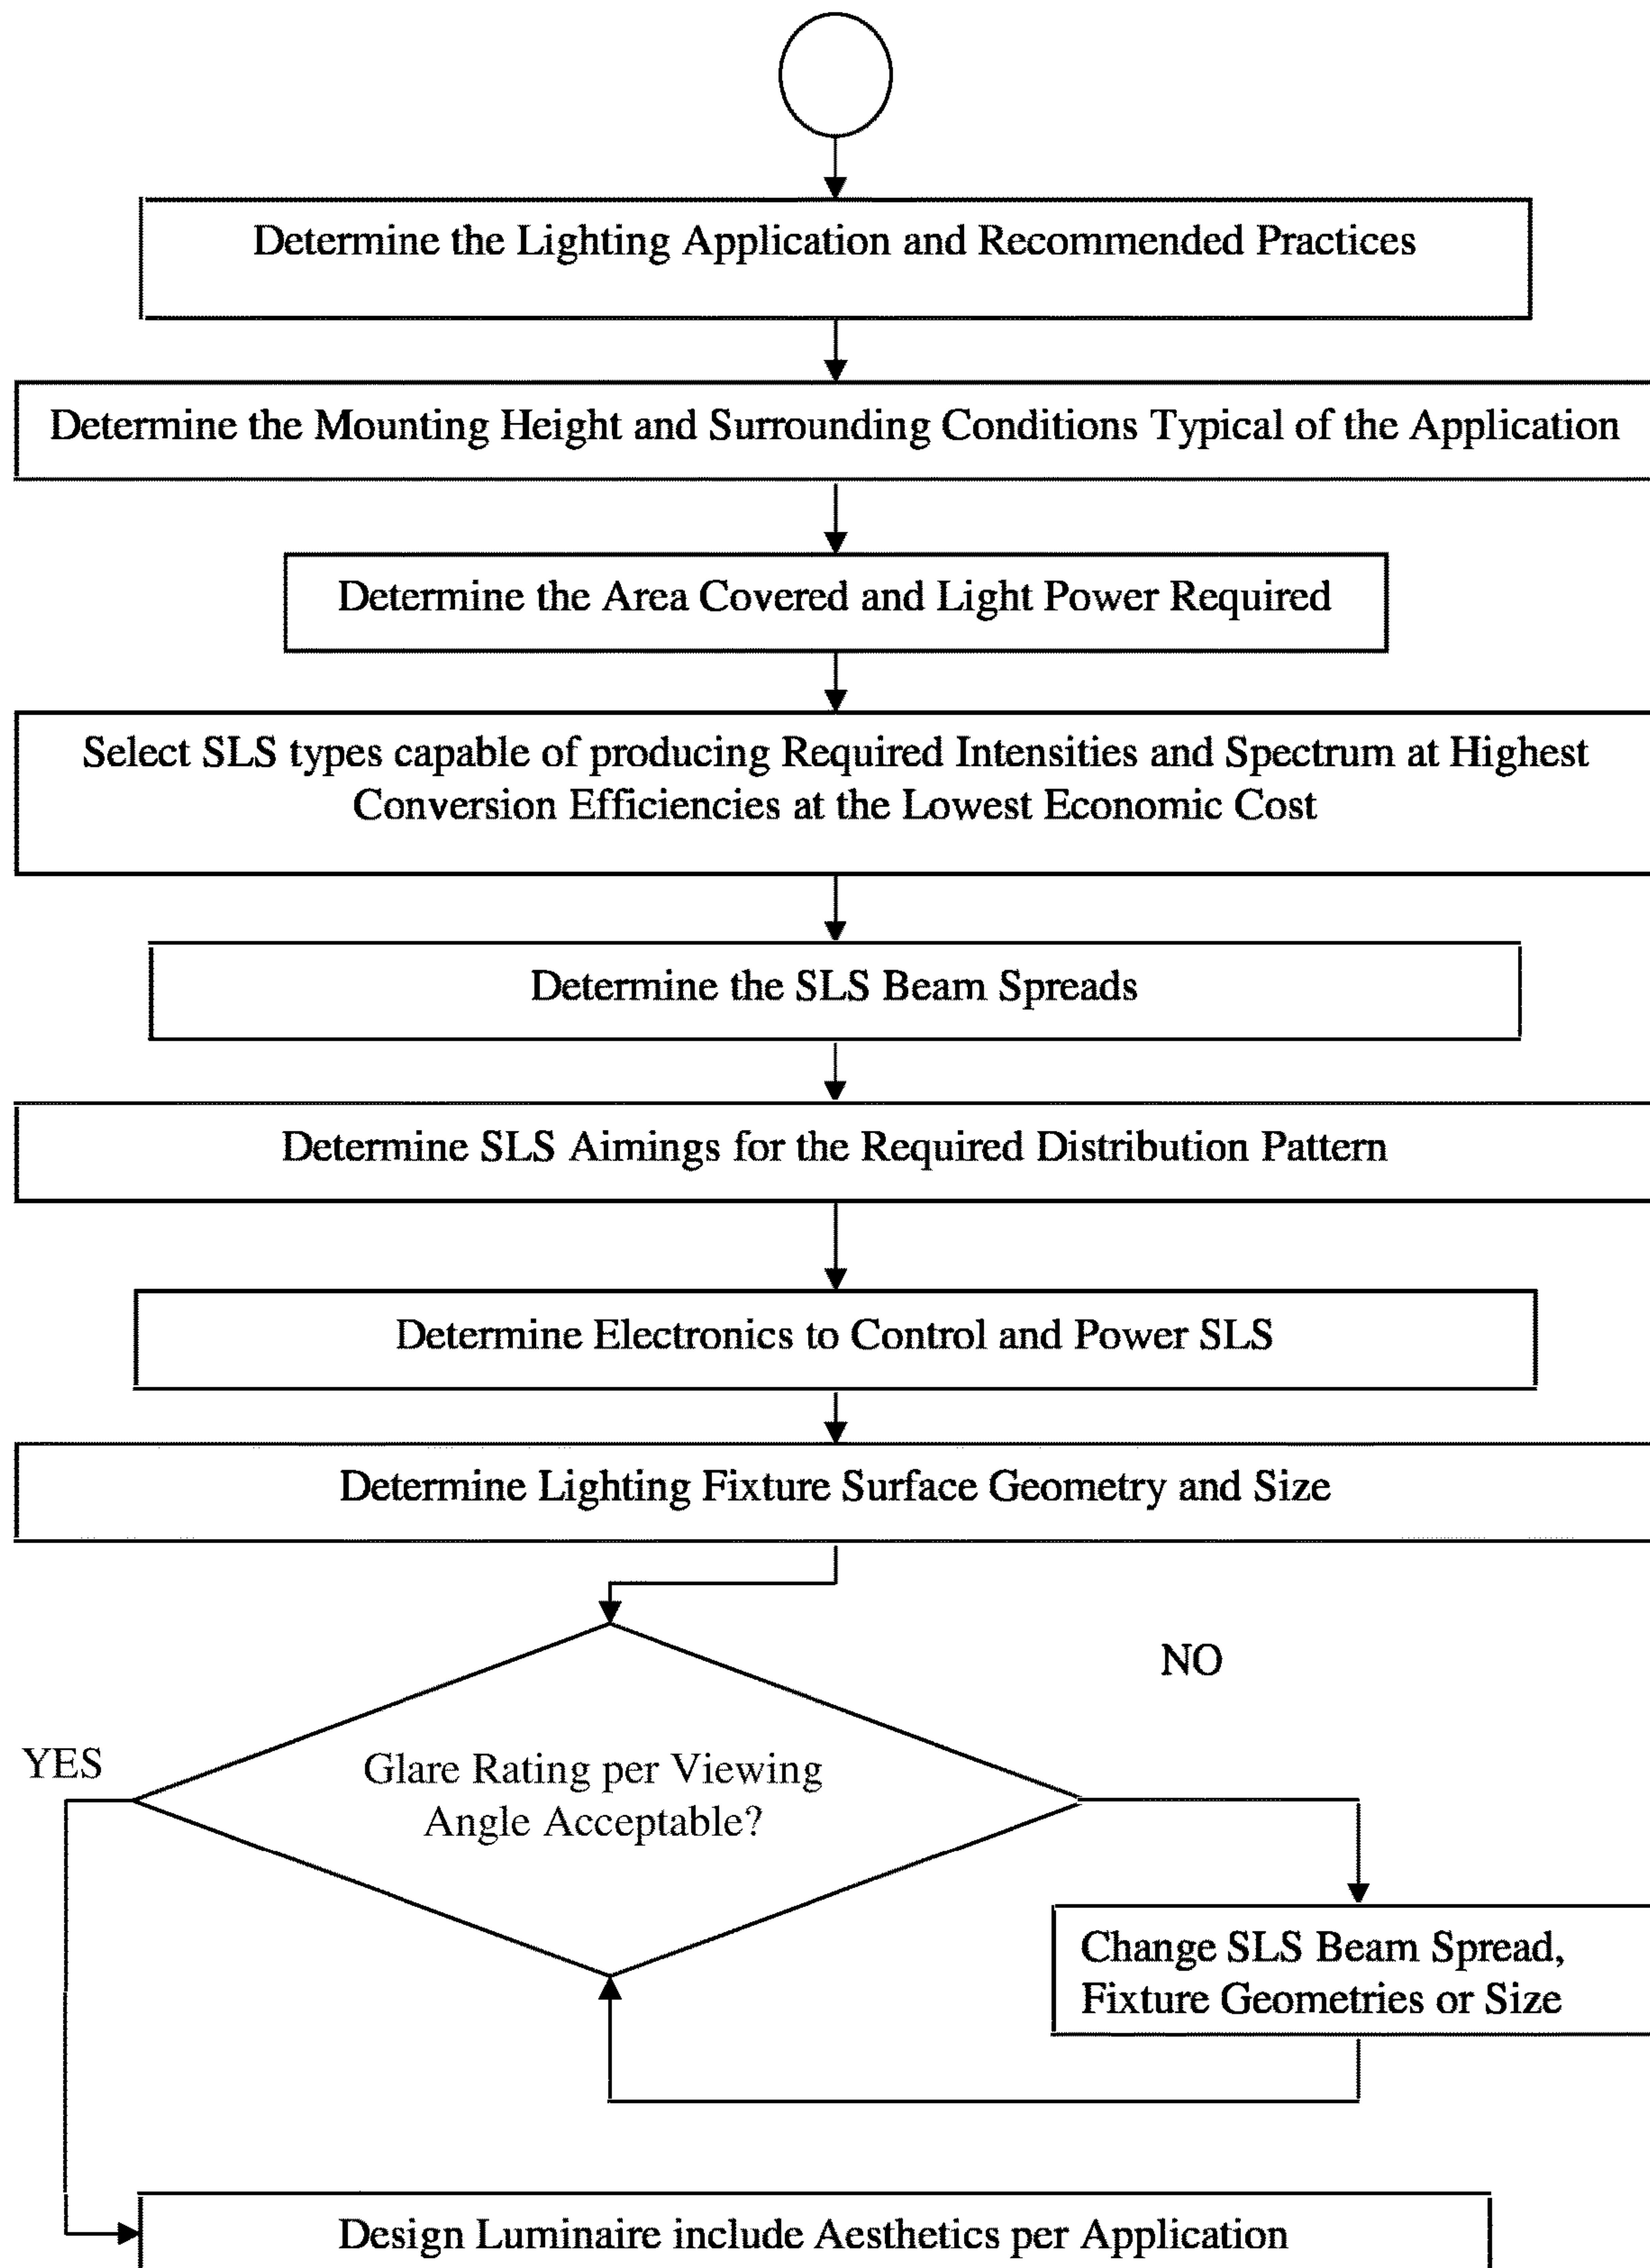 Determine the Lighting Application and Recommended Practices
Determine the Mounting Height and Surrounding Conditions Typical of the Application
Determine the Area Covered and Light Power Required
Select SLS types capable of producing Required Intensities and Spectrum at Highest
Conversion Efficiencies at the Lowest Economic Cost
Determine the SLS Beam Spreads
Determine SLS Aimings for the Required Distribution Pattern
Determine Electronics to Control and Power SLS
Determine Lighting Fixture Surface Geometry and Size
NO
YES
Glare Rating per Viewing
Angle Acceptable?
Change SLS Beam Spread,
Fixture Geometries or Size
Design Luminaire include Aesthetics per Application